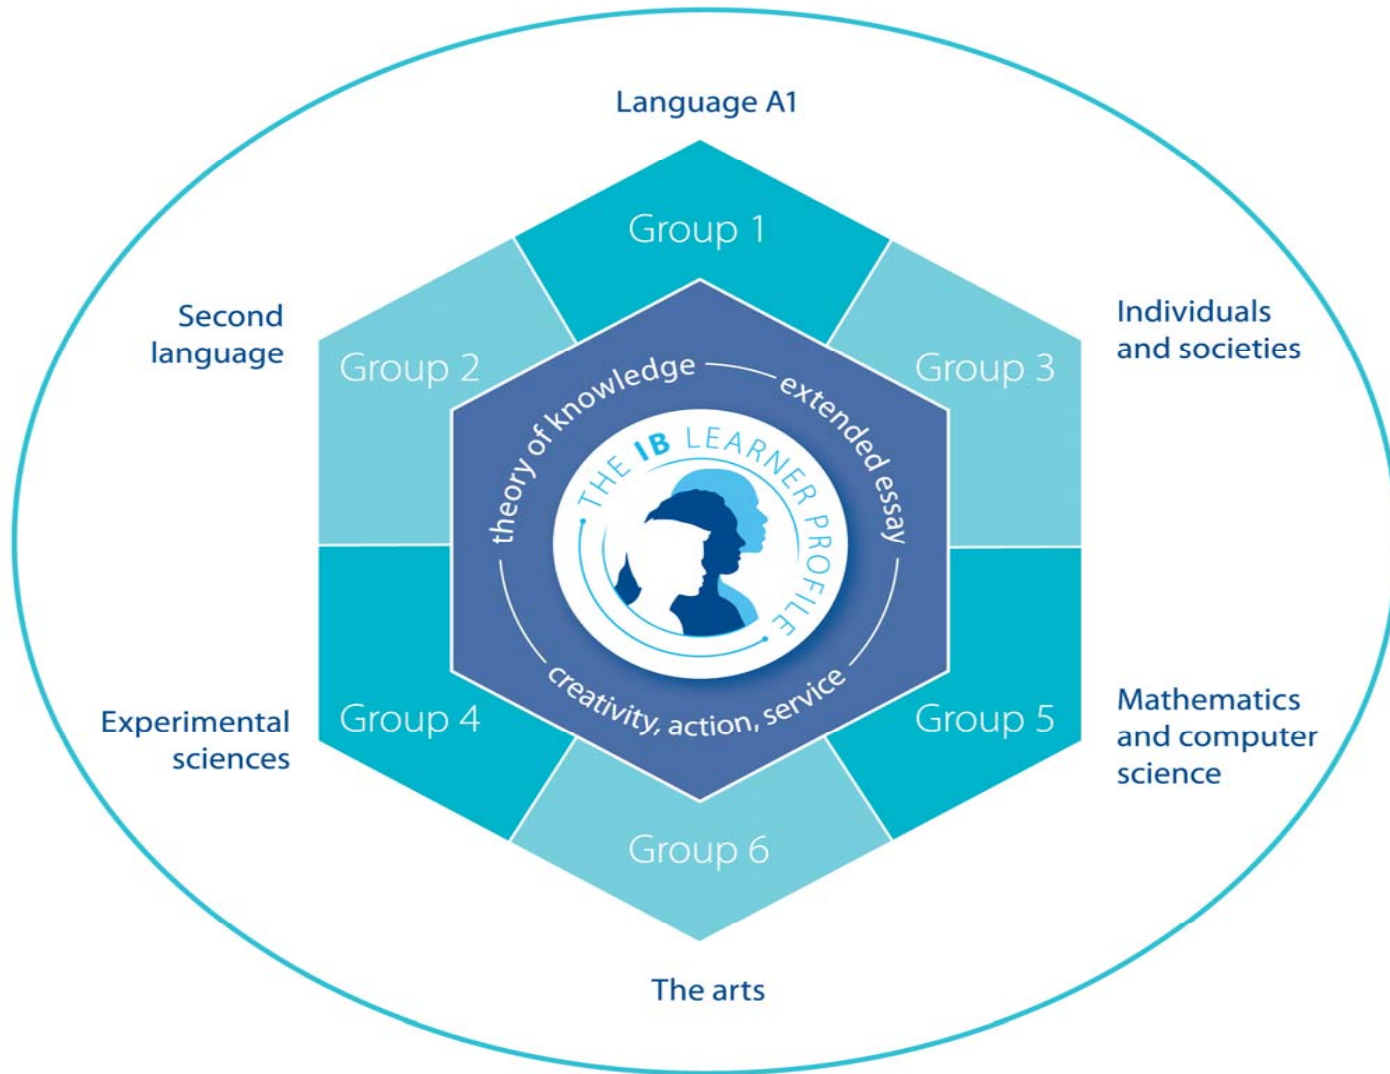 Language A1
Group 1
Second
language
Group 2
Individuals
and societies
Group 3
theory of knowledge
extended essay
THE IB LEARNER PROFILE
creativity, action, service
Experimental
sciences
Group 4
Group 5
Mathematics
and computer
science
Group 6
The arts